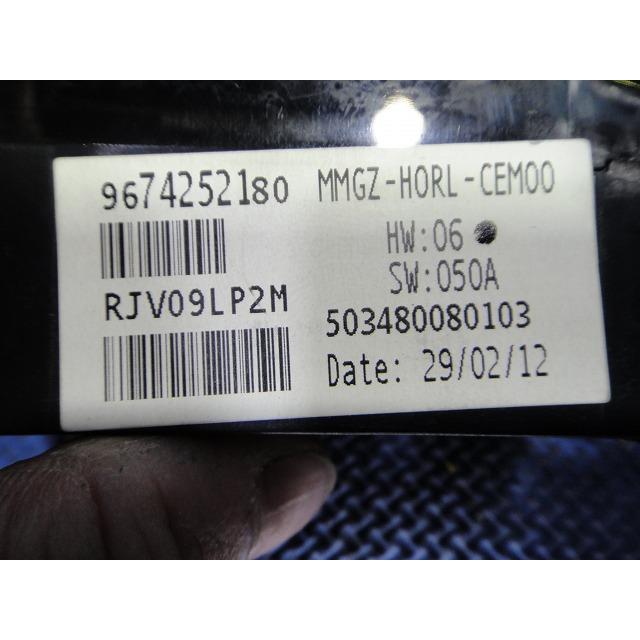 9674252180 MMGZ-HORL-CEM00
HW:06
SW:050A
RJV09LP2M
503480080103
Date: 29/02/12